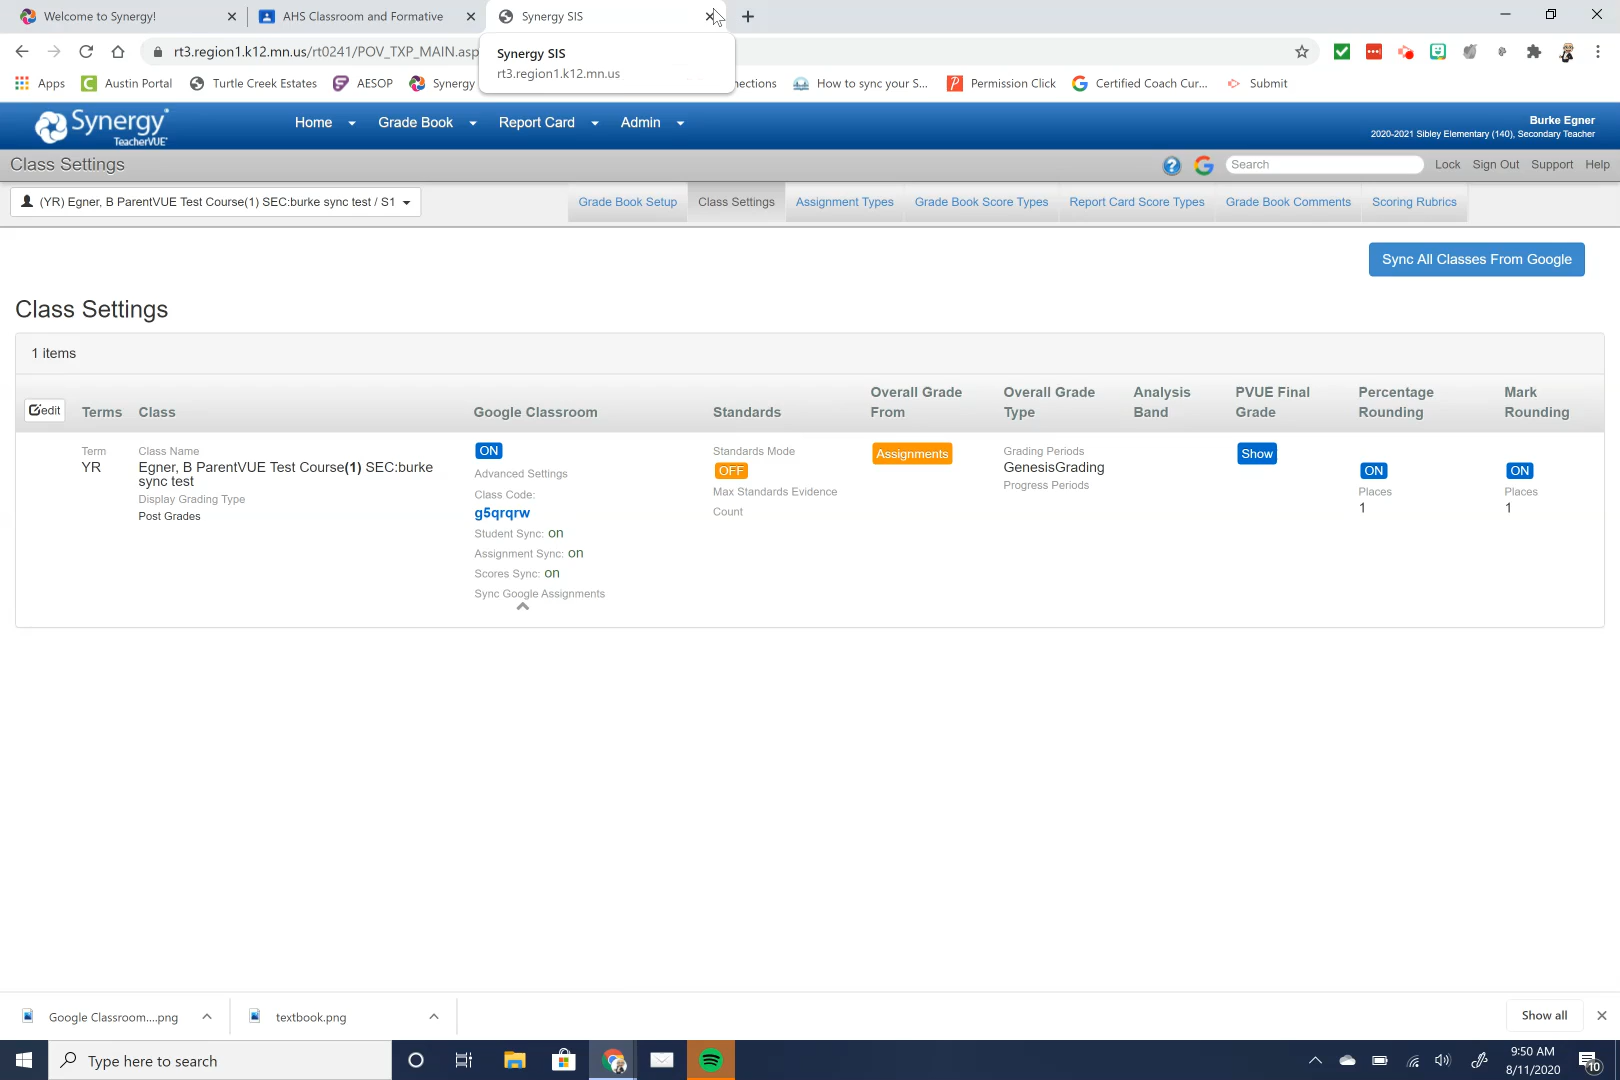 Welcome to Synergy!
AHS Classroom and Formative
Synergy SIS
rt3.region1.k12.mn.us/rt0241/POV_TXP_MAIN.asp
Synergy SIS
rt3.region1.k12.mn.us
Apps
Austin Portal
Turtle Creek Estates
AESOP
Synergy
nections
How to sync your S...
Permission Click
Certified Coach Cur...
Submit
Synergy
TeacherVUE
Home
Grade Book
Report Card
Admin
Burke Egner
2020-2021 Sibley Elementary (140), Secondary Teacher
Class Settings
Search
Lock
Sign Out
Support
Help
(YR) Egner, B ParentVUE Test Course(1) SEC:burke sync test / S1
Grade Book Setup
Class Settings
Assignment Types
Grade Book Score Types
Report Card Score Types
Grade Book Comments
Scoring Rubrics
Sync All Classes From Google
Class Settings
1 items
edit
Terms
Class
Google Classroom
Standards
Overall Grade
From
Overall Grade
Type
Analysis
Band
PVUE Final
Grade
Percentage
Rounding
Mark
Rounding
Term
YR
Class Name
Egner, B ParentVUE Test Course(1) SEC:burke
sync test
Display Grading Type
Post Grades
ON
Advanced Settings
Class Code:
g5qrqrw
Student Sync: on
Assignment Sync: on
Scores Sync: on
Sync Google Assignments
Standards Mode
OFF
Max Standards Evidence
Count
Assignments
Grading Periods
GenesisGrading
Progress Periods
Show
ON
Places
1
ON
Places
1
Google Classroom....png
textbook.png
Show all
Type here to search
9:50 AM
8/11/2020
10